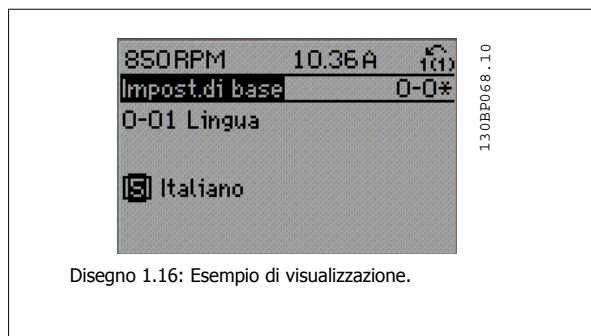 850RPM 10.36A 1(1)
Impost.di base 0-0*
0-01 Lingua
[5] Italiano
130BP068.10
Disegno 1.16: Esempio di visualizzazione.